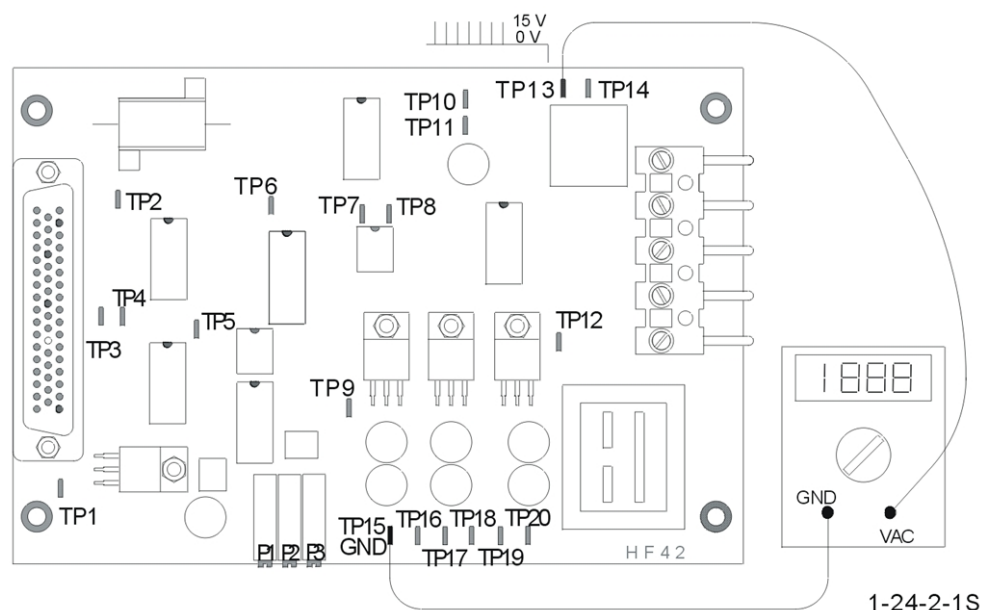 15 V
0 V
TP13
TP14
TP10
TP11
TP2
TP6
TP7
TP8
TP4
TP3
TP5
TP12
TP9
1888
GND
VAC
TP1
TP15
GND
TP16
TP18
TP20
TP17
TP19
P1
P2
P3
HF42
1-24-2-1S